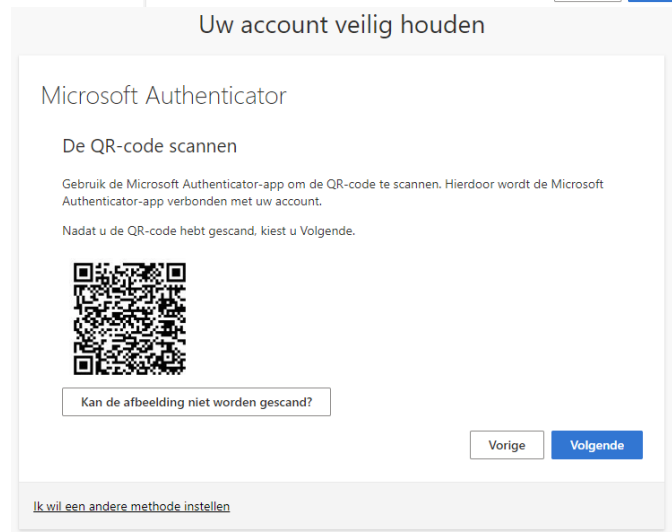 Uw account veilig houden
Microsoft Authenticator
De QR-code scannen
Gebruik de Microsoft Authenticator-app om de QR-code te scannen. Hierdoor wordt de Microsoft
Authenticator-app verbonden met uw account.
Nadat u de QR-code hebt gescand, kiest u Volgende.
Kan de afbeelding niet worden gescand?
Vorige
Volgende
Ik wil een andere methode instellen